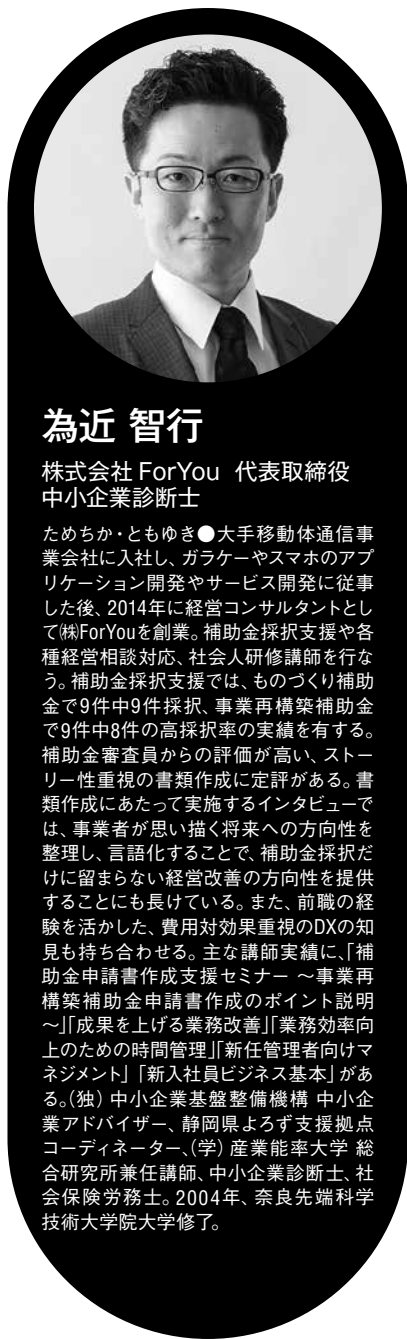 為近 智行
株式会社 ForYou 代表取締役
中小企業診断士
ためちか・ともゆき●大手移動体通信事
業会社に入社し、ガラケーやスマホのアプ
リケーション開発やサービス開発に従事
した後、2014年に経営コンサルタントとし
て㈱ForYouを創業。補助金採択支援や各
種経営相談対応、社会人研修講師を行な
う。補助金採択支援では、ものづくり補助
金で9件中9件採択、事業再構築補助金
で9件中8件の高採択率の実績を有する。
補助金審査員からの評価が高い、ストー
リー性重視の書類作成に定評がある。書
類作成にあたって実施するインタビューで
は、事業者が思い描く将来への方向性を
整理し、言語化することで、補助金採択だ
けに留まらない経営改善の方向性を提供
することにも長けている。また、前職の経
験を活かした、費用対効果重視のDXの知
見も持ち合わせる。主な講師実績に、「補
助金申請書作成支援セミナー ～事業再
構築補助金申請書作成のポイント説明
～」「成果を上げる業務改善」「業務効率向
上のための時間管理」「新任管理者向けマ
ネジメント」「新入社員ビジネス基本」があ
る。(独)中小企業基盤整備機構 中小企
業アドバイザー、静岡県よろず支援拠点
コーディネーター、(学)産業能率大学 総
合研究所兼任講師、中小企業診断士、社
会保険労務士。2004年、奈良先端科学
技術大学院大学修了。